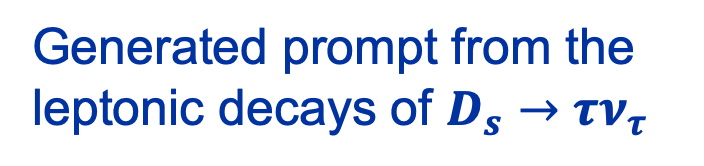 Generated prompt from the
leptonic decays of Dₛ → τν_τ